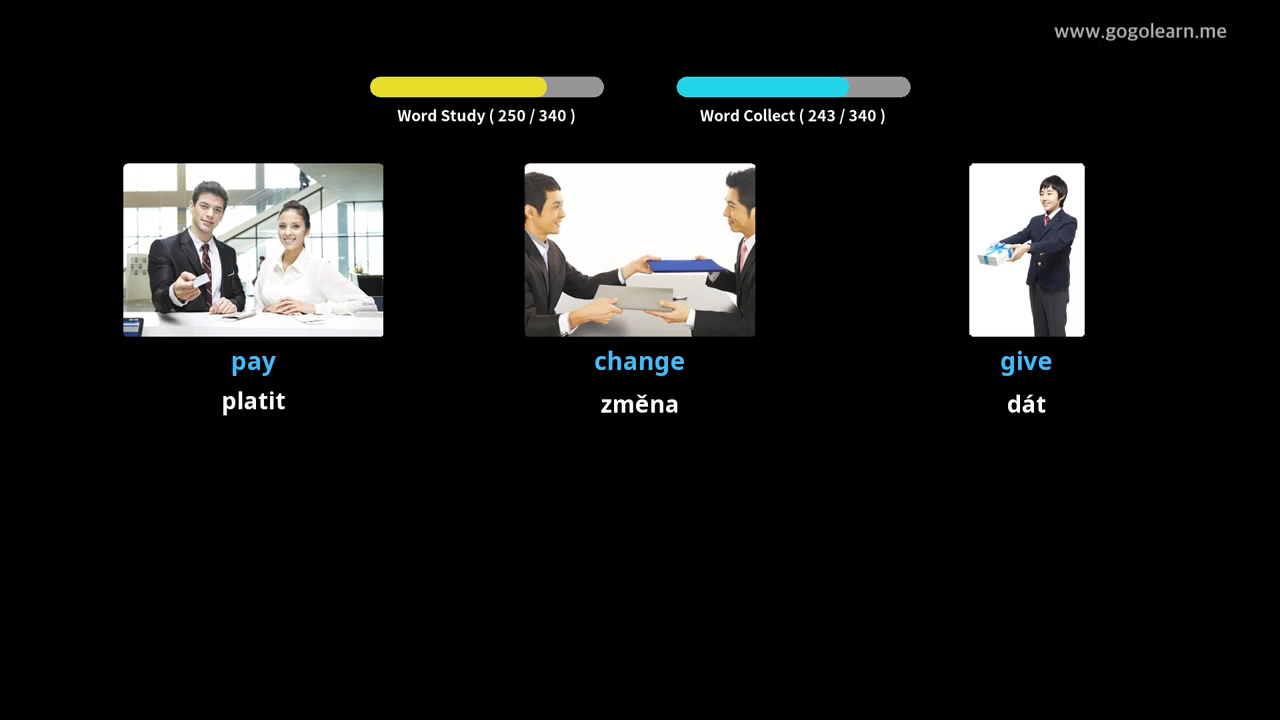 www.gogolearn.me
Word Study ( 250 / 340 )
Word Collect ( 243 / 340 )
pay
change
give
platit
změna
dát